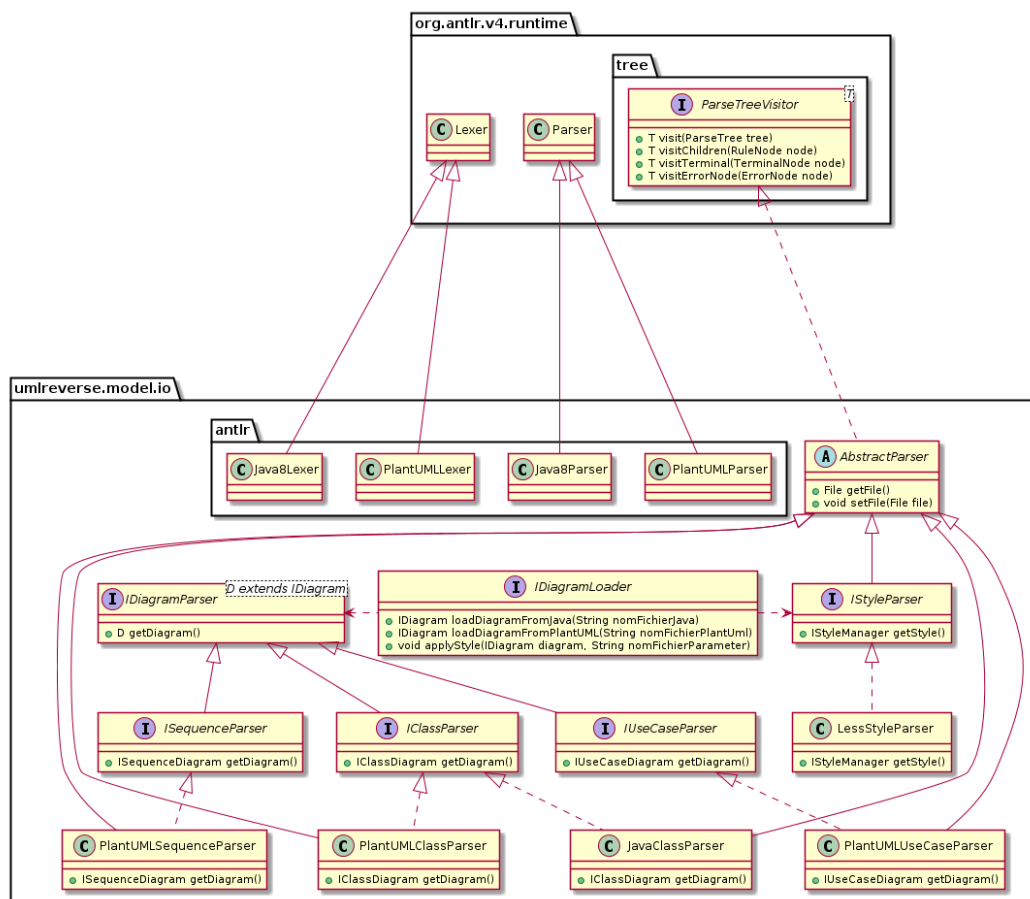 org.antlr.v4.runtime
tree
I ParseTreeVisitor T
T visit(ParseTree tree)
T visitChildren(RuleNode node)
T visitTerminal(TerminalNode node)
T visitErrorNode(ErrorNode node)
C Lexer
C Parser
umlreverse.model.io
antlr
C Java8Lexer
C PlantUMLLexer
C Java8Parser
C PlantUMLParser
A AbstractParser
File getFile()
void setFile(File file)
I IDiagramParser D extends IDiagram
D getDiagram()
I IDiagramLoader
IDiagram loadDiagramFromJava(String nomFichierJava)
IDiagram loadDiagramFromPlantUML(String nomFichierPlantUml)
void applyStyle(IDiagram diagram, String nomFichierParameter)
I IStyleParser
IStyleManager getStyle()
I ISequenceParser
ISequenceDiagram getDiagram()
I IClassParser
IClassDiagram getDiagram()
I IUseCaseParser
IUseCaseDiagram getDiagram()
C LessStyleParser
IStyleManager getStyle()
C PlantUMLSequenceParser
ISequenceDiagram getDiagram()
C PlantUMLClassParser
IClassDiagram getDiagram()
C JavaClassParser
IClassDiagram getDiagram()
C PlantUMLUseCaseParser
IUseCaseDiagram getDiagram()